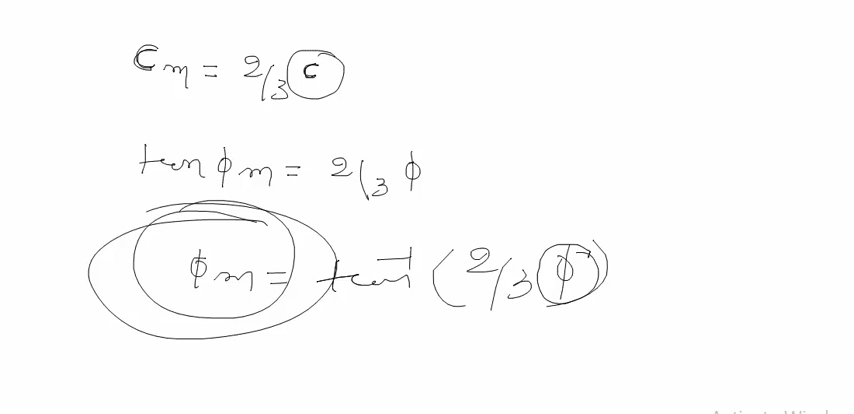 Cm = 2/3 c
tan ϕm = 2/3 ϕ
ϕm = tan⁻¹ (2/3 ϕ)